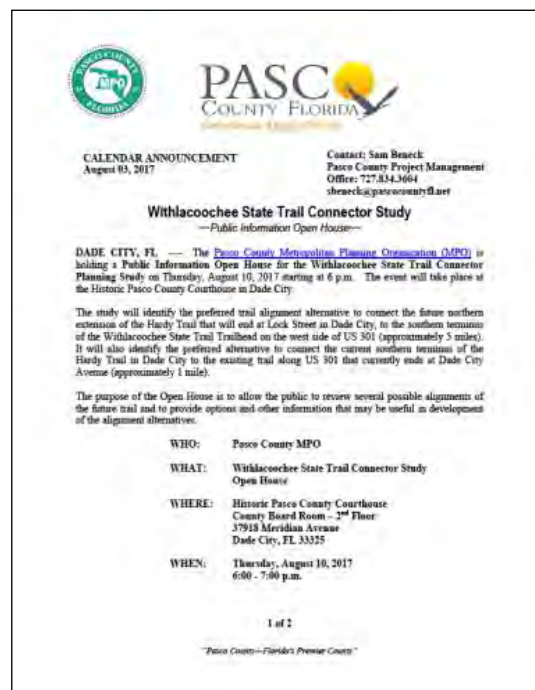 PASCO COUNTY
MPO
FLORIDA
PASCO
COUNTY FLORIDA
CALENDAR ANNOUNCEMENT
August 03, 2017
Contact: Sam Beneck
Pasco County Project Management
Office: 727.834.3604
sbeneck@pascocountyfl.net
Withlacoochee State Trail Connector Study
—Public Information Open House—
DADE CITY, FL — The Pasco County Metropolitan Planning Organization (MPO) is
holding a Public Information Open House for the Withlacoochee State Trail Connector
Planning Study on Thursday, August 10, 2017 starting at 6 p.m. The event will take place at
the Historic Pasco County Courthouse in Dade City.
The study will identify the preferred trail alignment alternative to connect the future northern
extension of the Hardy Trail that will end at Lock Street in Dade City, to the southern terminus
of the Withlacoochee State Trail Trailhead on the west side of US 301 (approximately 5 miles).
It will also identify the preferred alternative to connect the current southern terminus of the
Hardy Trail in Dade City to the existing trail along US 301 that currently ends at Dade City
Avenue (approximately 1 mile).
The purpose of the Open House is to allow the public to review several possible alignments of
the future trail and to provide options and other information that may be useful in development
of the alignment alternatives.
WHO: Pasco County MPO
WHAT: Withlacoochee State Trail Connector Study
Open House
WHERE: Historic Pasco County Courthouse
County Board Room – 2nd Floor
37918 Meridian Avenue
Dade City, FL 33525
WHEN: Thursday, August 10, 2017
6:00 - 7:00 p.m.
1 of 2
"Pasco County—Florida's Premier County"